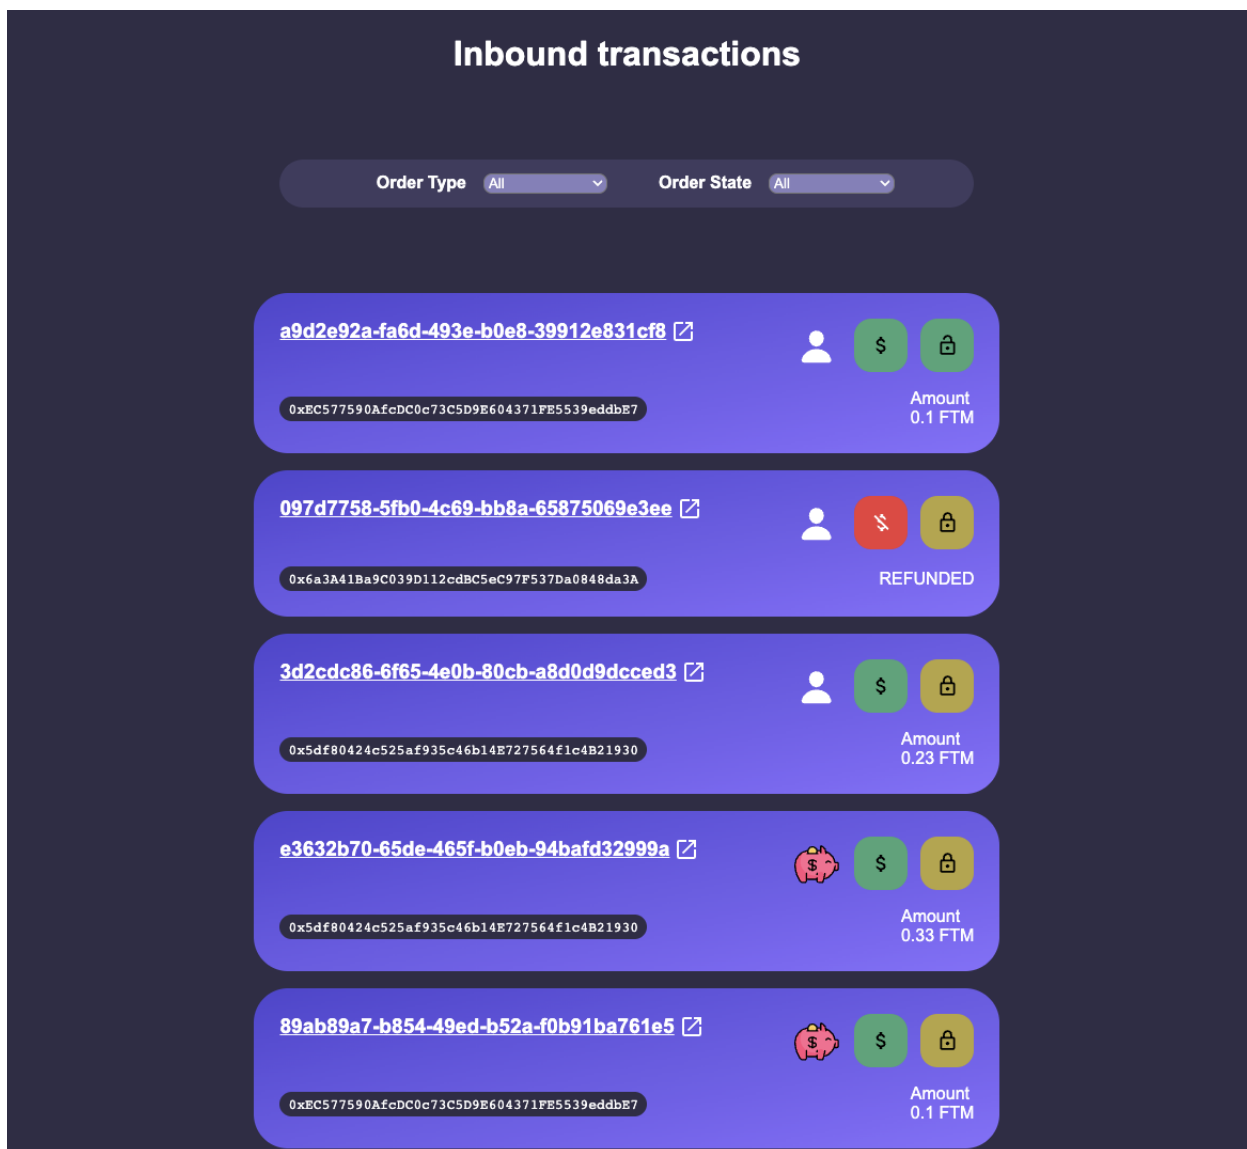 Inbound transactions
Order Type All Order State All
a9d2e92a-fa6d-493e-b0e8-39912e831cf8
$
0xEC577590AfcDC0c73C5D9E604371FE5539eddbE7
Amount
0.1 FTM
097d7758-5fb0-4c69-bb8a-65875069e3ee
0x6a3A41Ba9C039D112cdBC5eC97F537Da0848da3A
REFUNDED
3d2cdc86-6f65-4e0b-80cb-a8d0d9dcced3
$
0x5df80424c525af935c46b14E727564f1c4B21930
Amount
0.23 FTM
e3632b70-65de-465f-b0eb-94bafd32999a
$ $
0x5df80424c525af935c46b14E727564f1c4B21930
Amount
0.33 FTM
89ab89a7-b854-49ed-b52a-f0b91ba761e5
$ $
0xEC577590AfcDC0c73C5D9E604371FE5539eddbE7
Amount
0.1 FTM